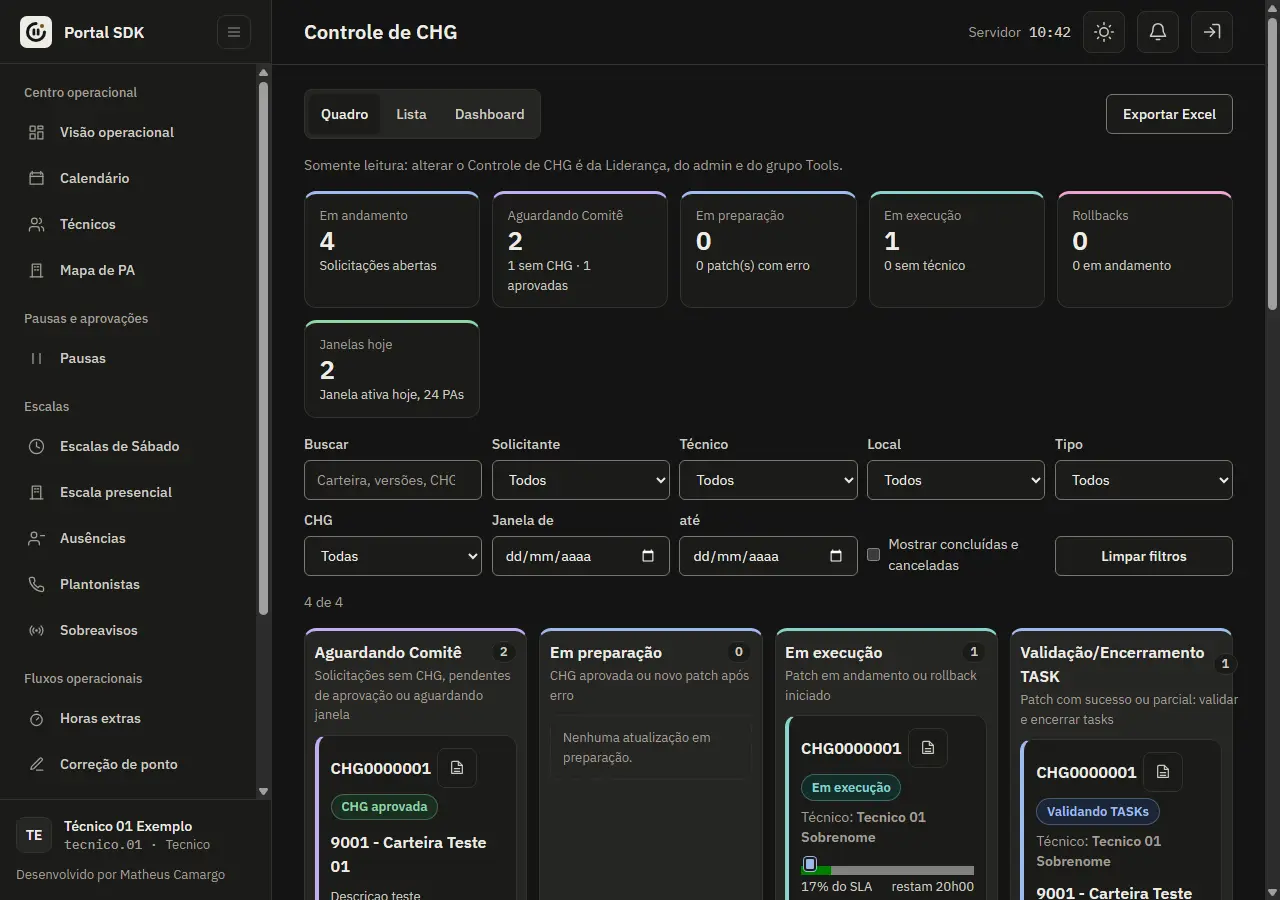 Portal SDK
Controle de CHG
Servidor 10:42
Centro operacional
Visão operacional
Calendário
Técnicos
Mapa de PA
Pausas e aprovações
Pausas
Escalas
Escalas de Sábado
Escala presencial
Ausências
Plantonistas
Sobreavisos
Fluxos operacionais
Horas extras
Correção de ponto
TE
Técnico 01 Exemplo
tecnico.01 · Tecnico
Desenvolvido por Matheus Camargo
Quadro Lista Dashboard
Exportar Excel
Somente leitura: alterar o Controle de CHG é da Liderança, do admin e do grupo Tools.
Em andamento
4
Solicitações abertas
Aguardando Comitê
2
1 sem CHG · 1
aprovadas
Em preparação
0
0 patch(s) com erro
Em execução
1
0 sem técnico
Rollbacks
0
0 em andamento
Janelas hoje
2
Janela ativa hoje, 24 PAs
Buscar
Carteira, versões, CHG
Solicitante
Todos
Técnico
Todos
Local
Todos
Tipo
Todos
CHG
Todas
Janela de
dd/mm/aaaa
até
dd/mm/aaaa
Mostrar concluídas e
canceladas
Limpar filtros
4 de 4
Aguardando Comitê 2
Solicitações sem CHG, pendentes
de aprovação ou aguardando
janela
CHG0000001
CHG aprovada
9001 - Carteira Teste
01
Descricao teste
Em preparação 0
CHG aprovada ou novo patch após
erro
Nenhuma atualização em
preparação.
Em execução 1
Patch em andamento ou rollback
iniciado
CHG0000001
Em execução
Técnico: Tecnico 01
Sobrenome
17% do SLA restam 20h00
Validação/Encerramento
TASK 1
Patch com sucesso ou parcial: validar
e encerrar tasks
CHG0000001
Validando TASKs
Técnico: Tecnico 01
Sobrenome
9001 - Carteira Teste